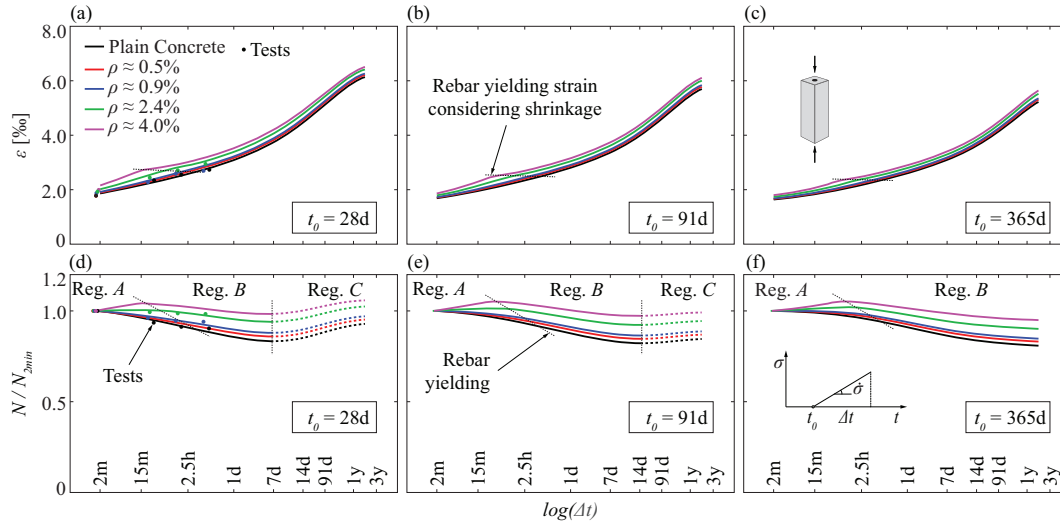 (a)
(b)
(c)
8.0
6.0
4.0
2.0
0
ε [‰]
Plain Concrete
Tests
ρ ≈ 0.5%
ρ ≈ 0.9%
ρ ≈ 2.4%
ρ ≈ 4.0%
t0 = 28d
Rebar yielding strain
considering shrinkage
t0 = 91d
t0 = 365d
(d)
(e)
(f)
1.2
1.0
0.5
0
N / N2min
Reg. A
Reg. B
Reg. C
Tests
t0 = 28d
Reg. A
Reg. B
Reg. C
Rebar
yielding
t0 = 91d
Reg. A
Reg. B
σ
σ̇
t0
Δt
t
t0 = 365d
2m
15m
2.5h
1d
7d
14d
91d
1y
3y
2m
15m
2.5h
1d
7d
14d
91d
1y
3y
2m
15m
2.5h
1d
7d
14d
91d
1y
3y
log(Δt)